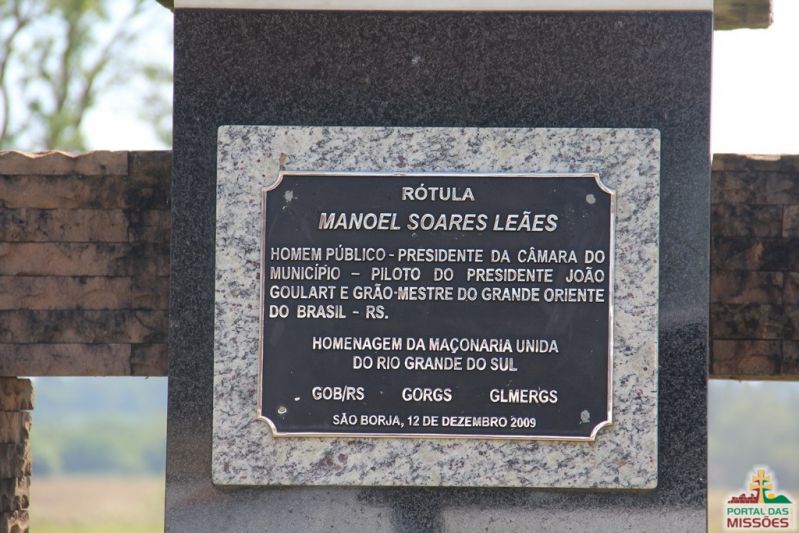 RÓTULA
MANOEL SOARES LEÃES
HOMEM PÚBLICO - PRESIDENTE DA CÂMARA DO
MUNICÍPIO - PILOTO DO PRESIDENTE JOÃO
GOULART E GRÃO-MESTRE DO GRANDE ORIENTE
DO BRASIL - RS.
HOMENAGEM DA MAÇONARIA UNIDA
DO RIO GRANDE DO SUL
GOB/RS GORGS GLMERGS
SÃO BORJA, 12 DE DEZEMBRO 2009
PORTAL DAS
MISSÕES